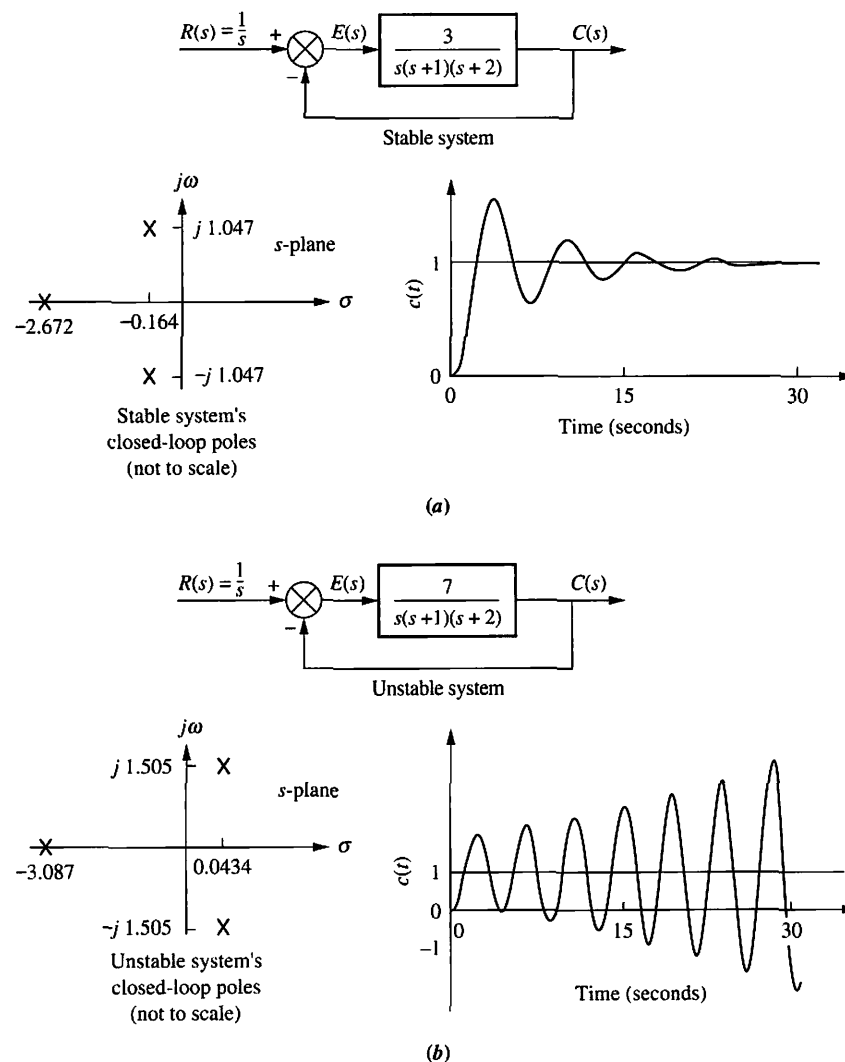 R(s) = 1/s
+
−
E(s)
3
s(s+1)(s+2)
C(s)
Stable system
jω
j 1.047
s-plane
σ
−2.672
−0.164
−j 1.047
Stable system's
closed-loop poles
(not to scale)
c(t)
1
0
0
15
30
Time (seconds)
(a)
R(s) = 1/s
+
−
E(s)
7
s(s+1)(s+2)
C(s)
Unstable system
jω
j 1.505
s-plane
σ
−3.087
0.0434
−j 1.505
Unstable system's
closed-loop poles
(not to scale)
c(t)
1
0
−1
0
15
30
Time (seconds)
(b)